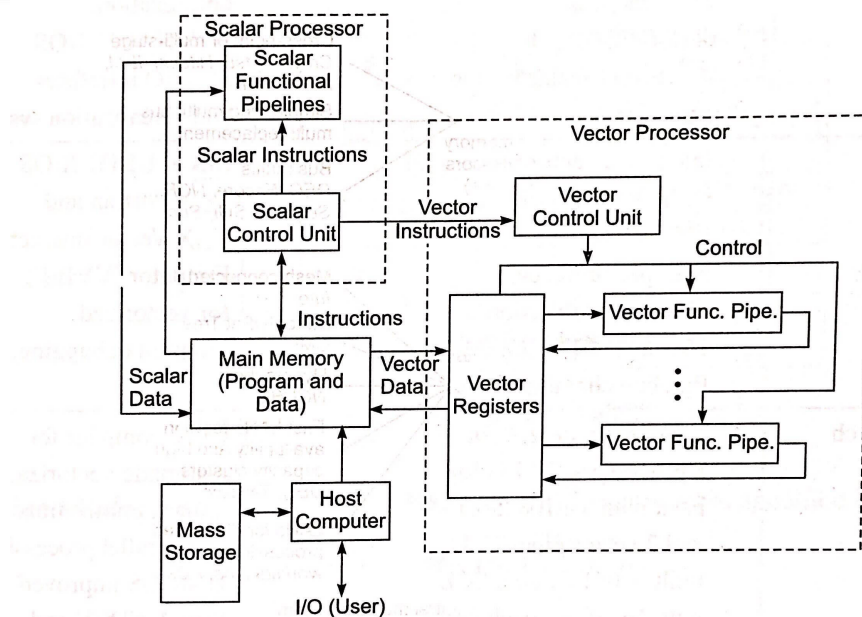 Scalar Processor
Scalar
Functional
Pipelines
Scalar Instructions
Scalar
Control Unit
Vector
Instructions
Vector Processor
Vector
Control Unit
Control
Vector Func. Pipe.
Vector
Registers
Vector Func. Pipe.
Instructions
Main Memory
(Program and
Data)
Scalar
Data
Vector
Data
Mass
Storage
Host
Computer
I/O (User)